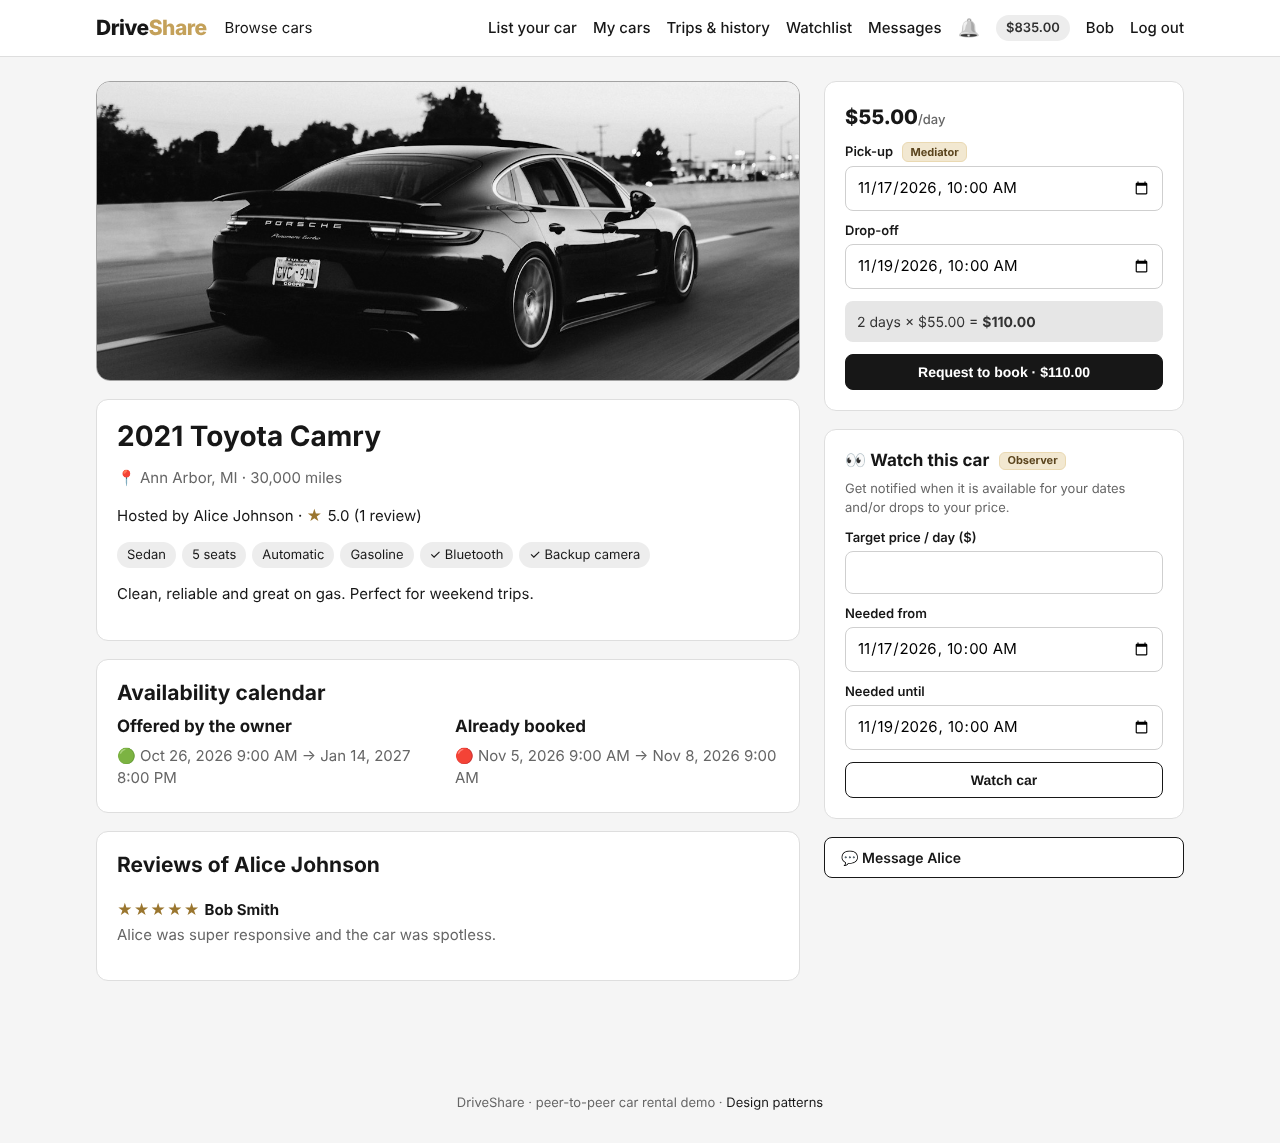 DriveShare Browse cars List your car My cars Trips & history Watchlist Messages 🔔 $835.00 Bob Log out
PORSCHE
Panamera turbo
CVC·911
COOPER
2021 Toyota Camry
📍 Ann Arbor, MI · 30,000 miles
Hosted by Alice Johnson · ★ 5.0 (1 review)
Sedan 5 seats Automatic Gasoline ✓ Bluetooth ✓ Backup camera
Clean, reliable and great on gas. Perfect for weekend trips.
Availability calendar
Offered by the owner
🟢 Oct 26, 2026 9:00 AM → Jan 14, 2027
8:00 PM
Already booked
🔴 Nov 5, 2026 9:00 AM → Nov 8, 2026 9:00
AM
Reviews of Alice Johnson
★★★★★ Bob Smith
Alice was super responsive and the car was spotless.
$55.00/day
Pick-up Mediator
11/17/2026, 10:00 AM
Drop-off
11/19/2026, 10:00 AM
2 days × $55.00 = $110.00
Request to book · $110.00
👀 Watch this car Observer
Get notified when it is available for your dates
and/or drops to your price.
Target price / day ($)
Needed from
11/17/2026, 10:00 AM
Needed until
11/19/2026, 10:00 AM
Watch car
💬 Message Alice
DriveShare · peer-to-peer car rental demo · Design patterns